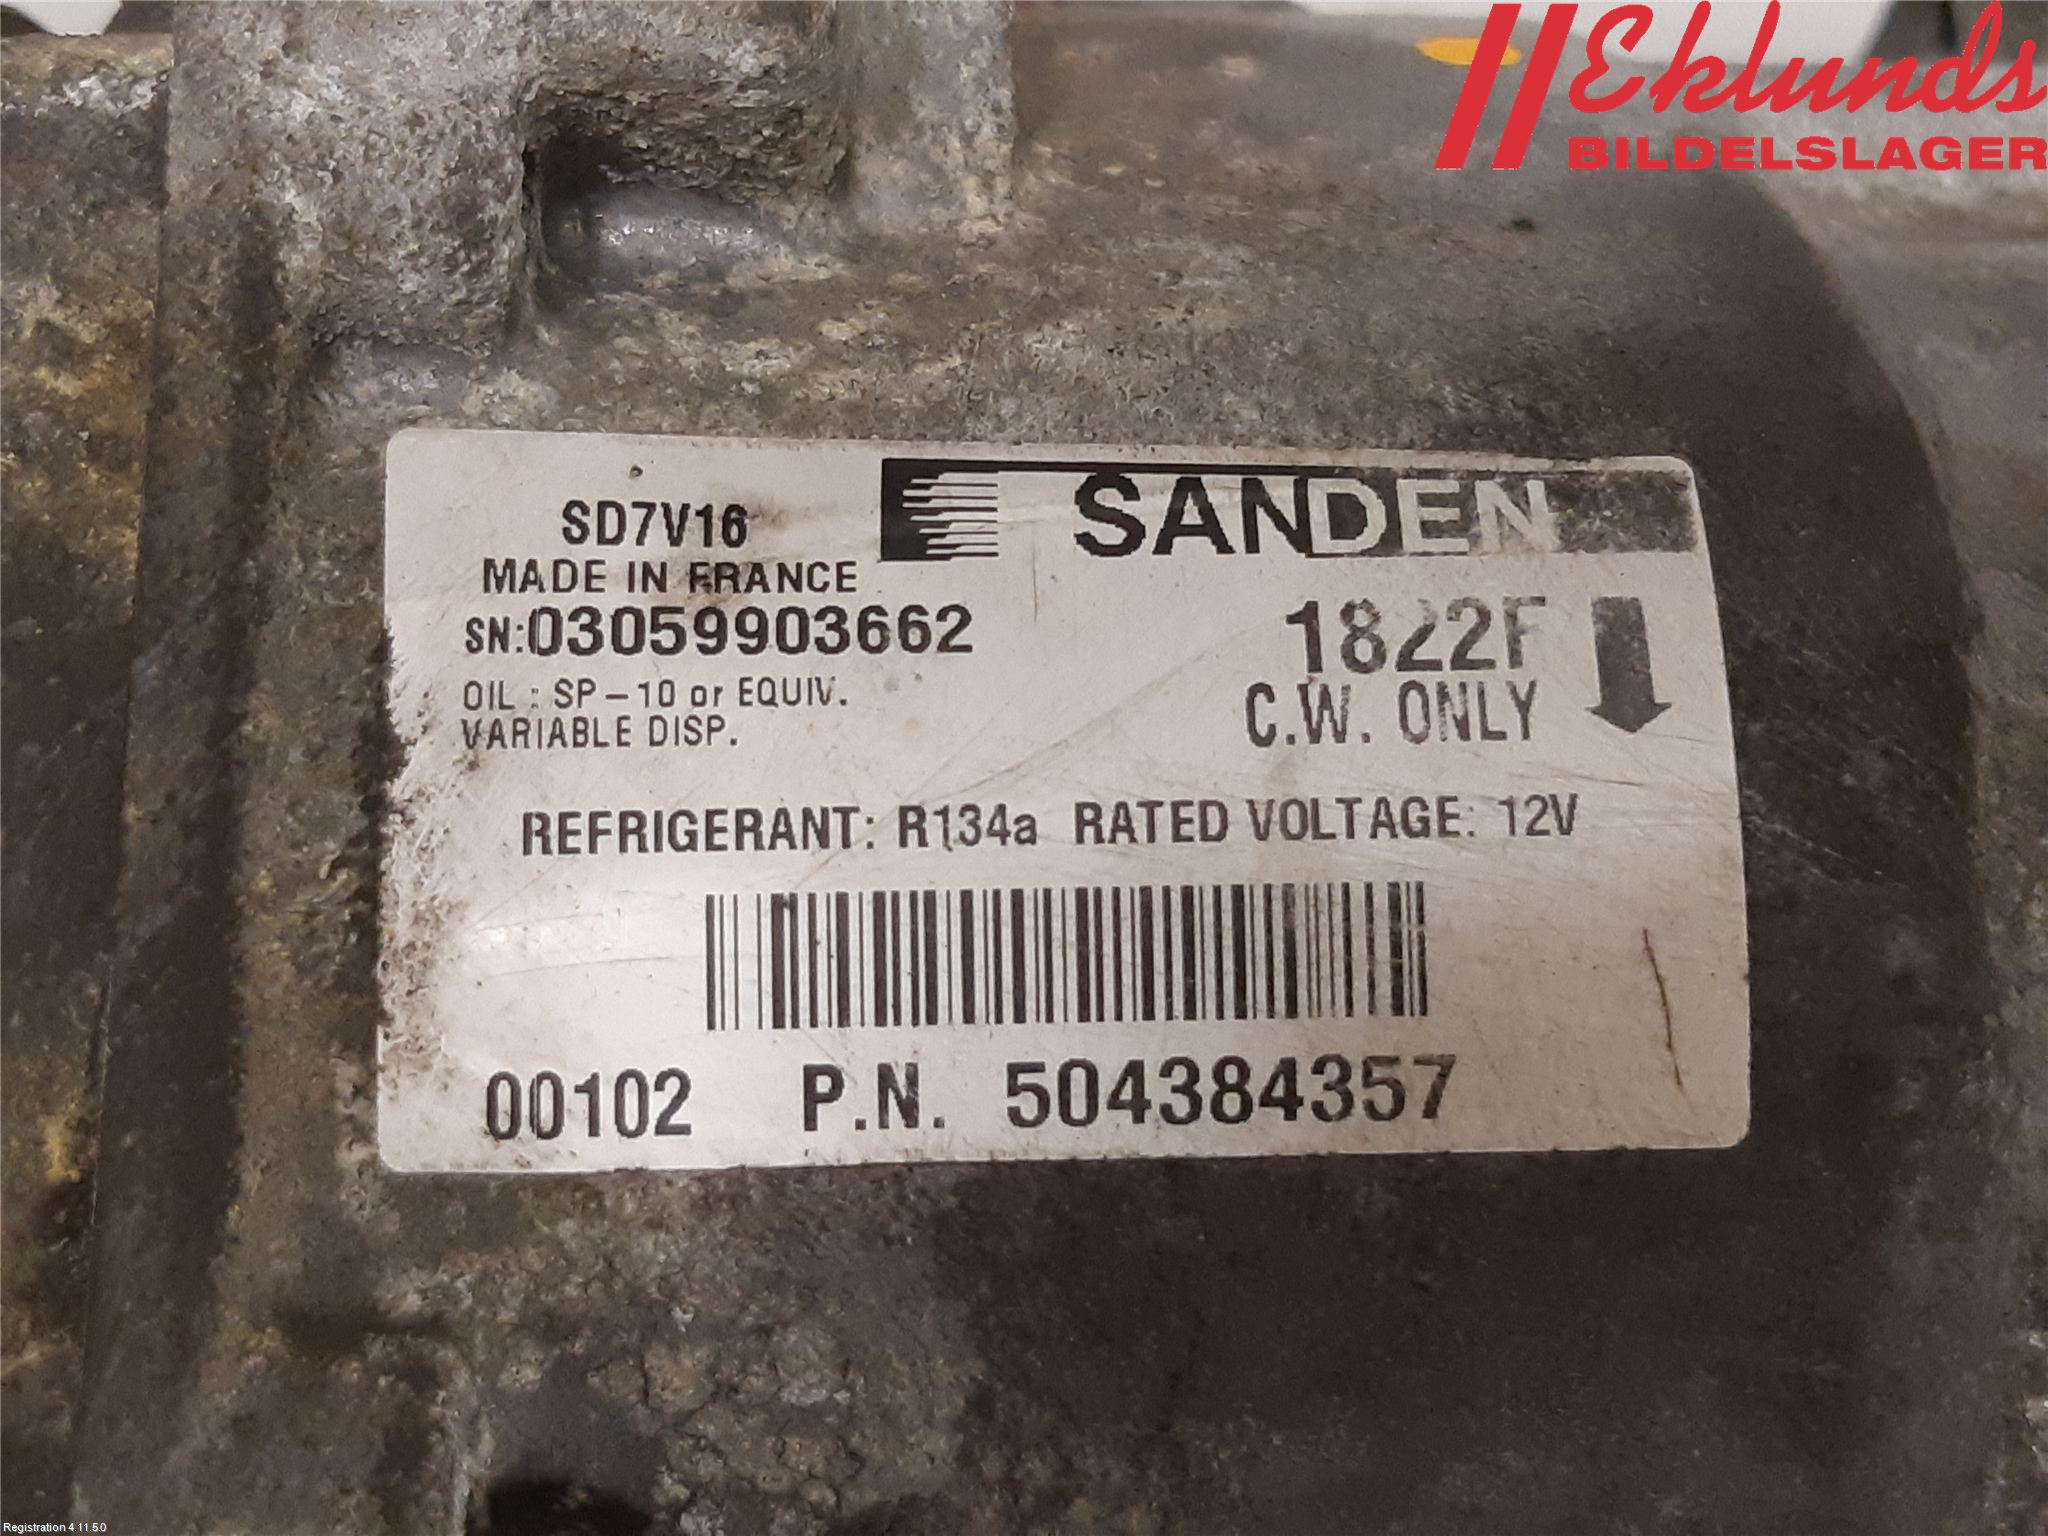 Eklunds
BILDELSLAGER
SANDEN
SD7V16
MADE IN FRANCE
SN:03059903662
1822F
OIL : SP-10 or EQUIV.
C.W. ONLY
VARIABLE DISP.
REFRIGERANT: R134a RATED VOLTAGE: 12V
00102 P.N. 504384357
Registration 4.11.5.0